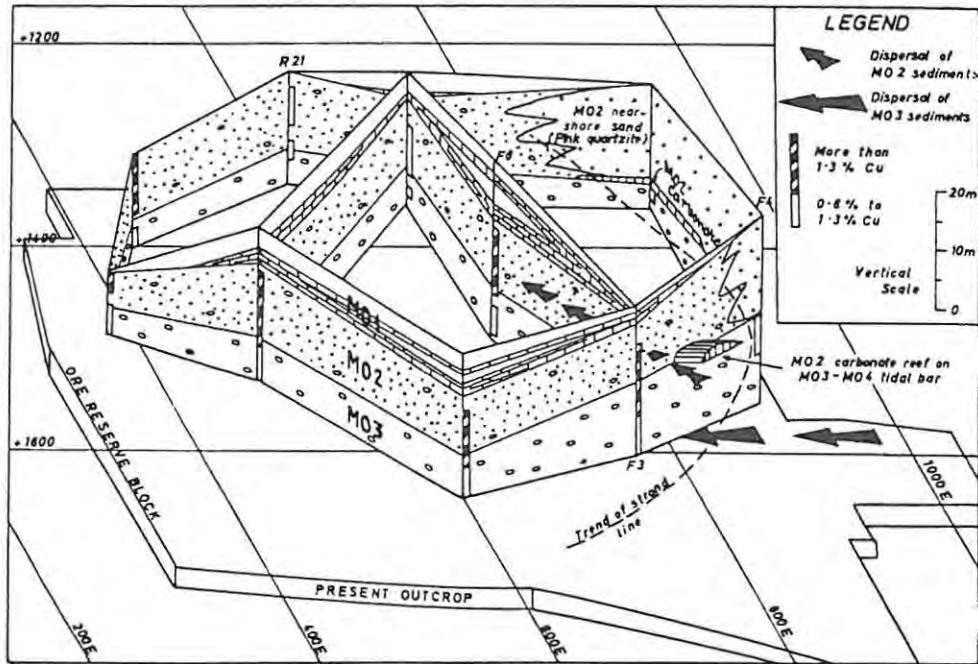 +1200
R 21
MO2 near-
shore sand
(Pink quartzite)
F6
F4
+1400
MO1
MO2
MO3
ORE RESERVE BLOCK
+1600
F3
MO2 carbonate reef on
MO3-MO4 tidal bar
Trend of strand
line
PRESENT OUTCROP
200E
400E
600E
800E
1000E
LEGEND
Dispersal of
MO2 sediments
Dispersal of
MO3 sediments
More than
1·3 % Cu
0·6 % to
1·3 % Cu
20m
10m
0
Vertical
Scale